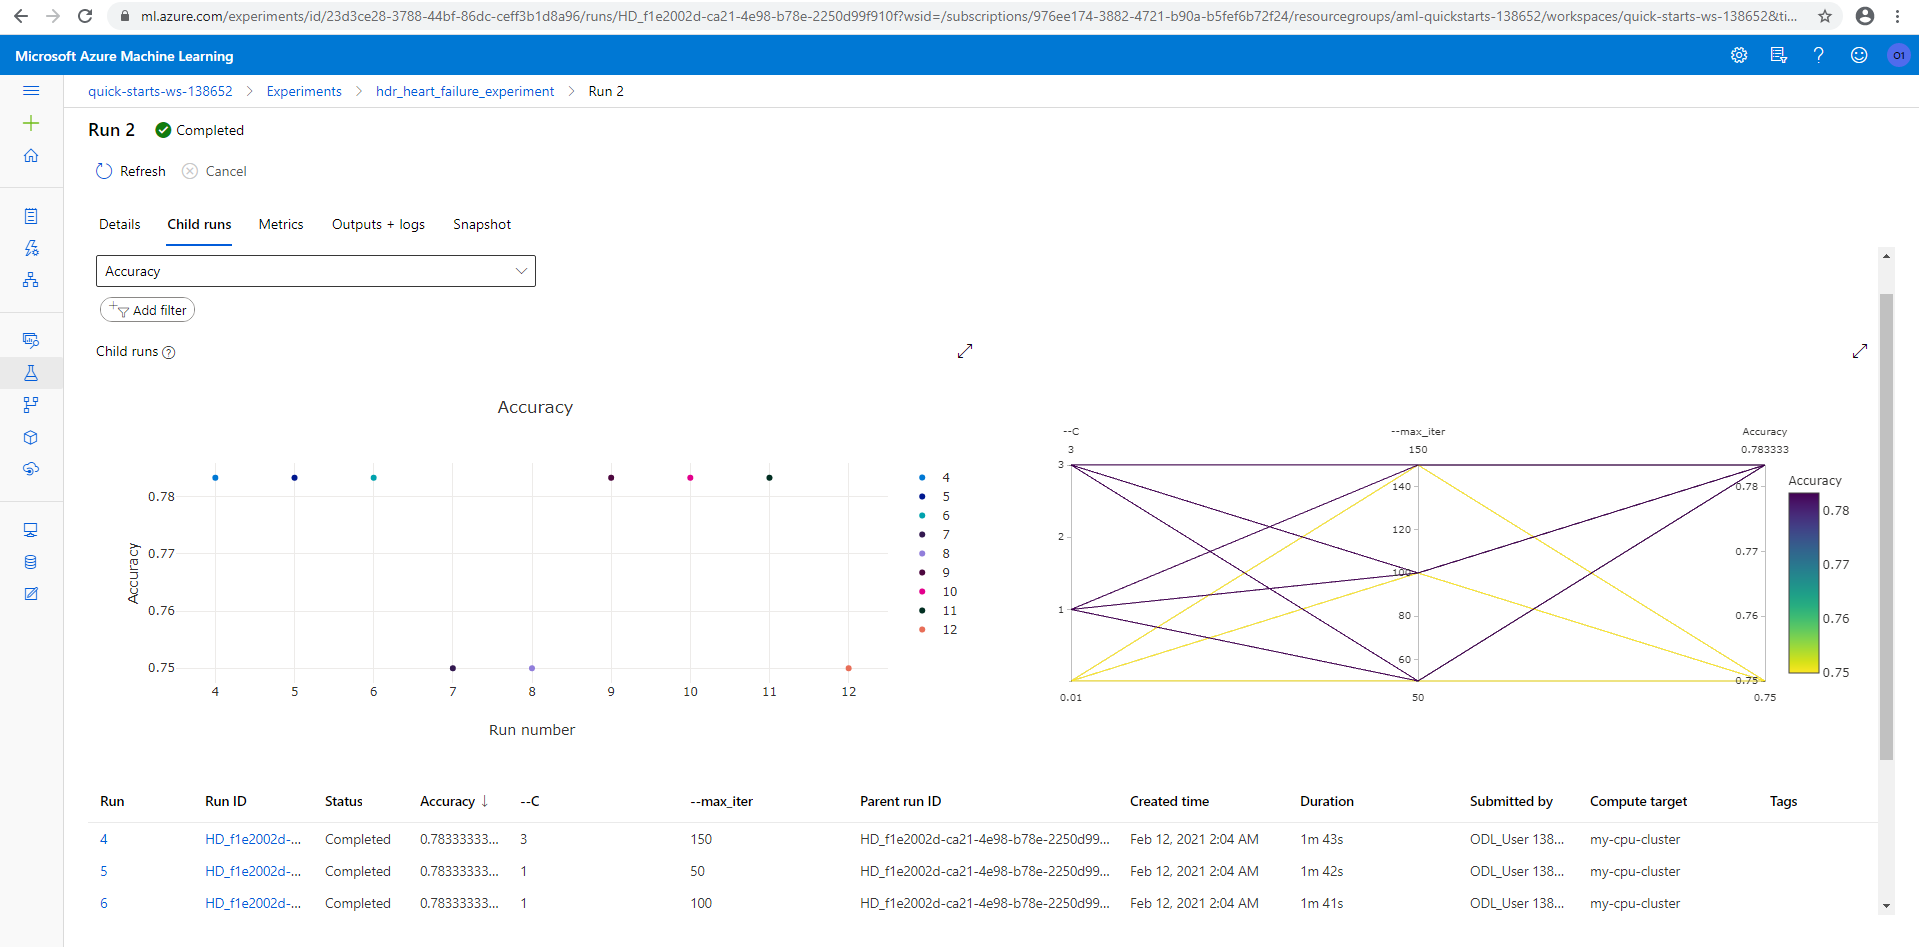 ml.azure.com/experiments/id/23d3ce28-3788-44bf-86dc-ceff3b1d8a96/runs/HD_f1e2002d-ca21-4e98-b78e-2250d99f910f?wsid=/subscriptions/976ee174-3882-4721-b90a-b5fef6b72f24/resourcegroups/aml-quickstarts-138652/workspaces/quick-starts-ws-138652&ti...
Microsoft Azure Machine Learning
O1
quick-starts-ws-138652 > Experiments > hdr_heart_failure_experiment > Run 2
Run 2 Completed
Refresh Cancel
Details Child runs Metrics Outputs + logs Snapshot
Accuracy
Add filter
Child runs
Accuracy
Accuracy
0.78
0.77
0.76
0.75
4 5 6 7 8 9 10 11 12
Run number
4
5
6
7
8
9
10
11
12
--C --max_iter Accuracy
3 150 0.783333
3
2
1
0.01
140
120
100
80
60
50
0.78
0.77
0.76
0.75
0.75
Accuracy
0.78
0.77
0.76
0.75
Run Run ID Status Accuracy ↓ --C --max_iter Parent run ID Created time Duration Submitted by Compute target Tags
4 HD_f1e2002d-... Completed 0.78333333... 3 150 HD_f1e2002d-ca21-4e98-b78e-2250d99... Feb 12, 2021 2:04 AM 1m 43s ODL_User 138... my-cpu-cluster
5 HD_f1e2002d-... Completed 0.78333333... 1 50 HD_f1e2002d-ca21-4e98-b78e-2250d99... Feb 12, 2021 2:04 AM 1m 42s ODL_User 138... my-cpu-cluster
6 HD_f1e2002d-... Completed 0.78333333... 1 100 HD_f1e2002d-ca21-4e98-b78e-2250d99... Feb 12, 2021 2:04 AM 1m 41s ODL_User 138... my-cpu-cluster